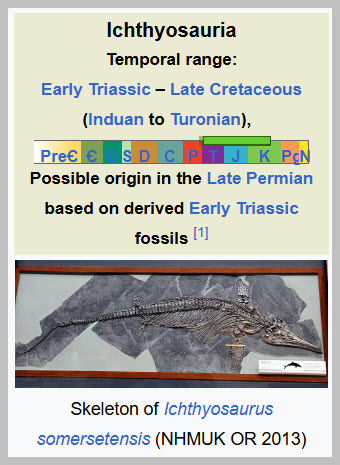 Ichthyosauria
Temporal range:
Early Triassic – Late Cretaceous
(Induan to Turonian),
PreЄ Є O S D C P T J K Pg N
Possible origin in the Late Permian
based on derived Early Triassic
fossils [1]
Skeleton of Ichthyosaurus
somersetensis (NHMUK OR 2013)